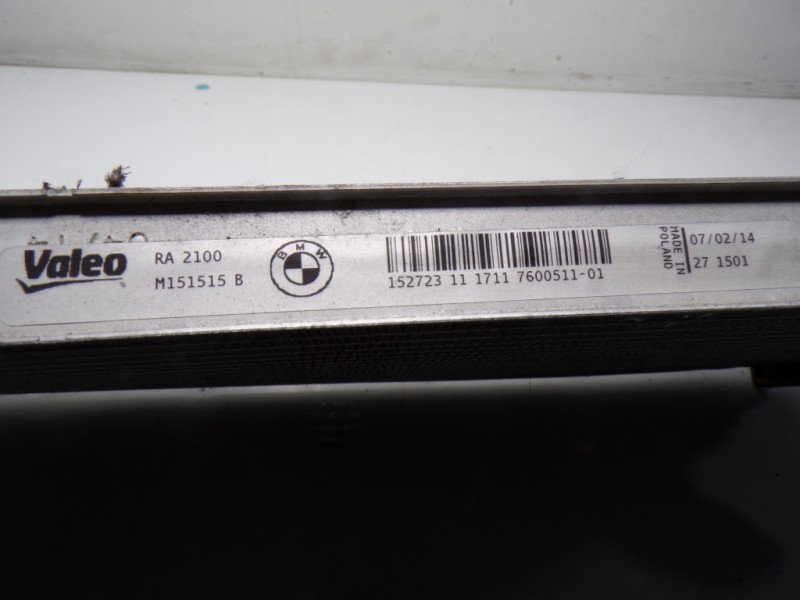 Valeo
RA 2100
M151515 B
BMW
152723 11 1711 7600511-01
MADE IN
POLAND
07/02/14
27 1501